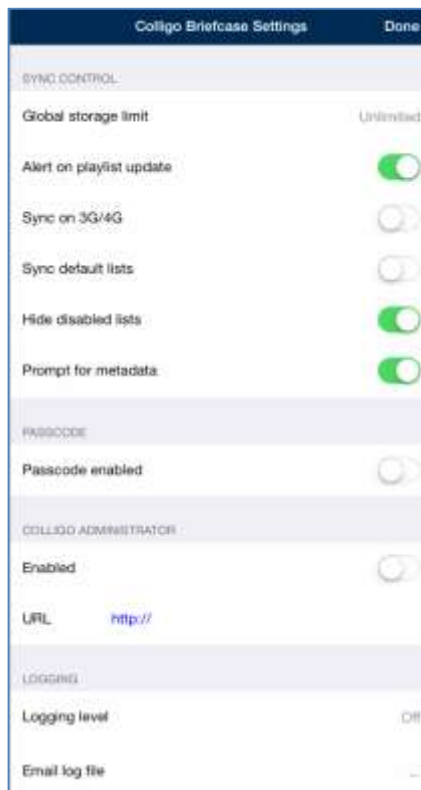 Colligo Briefcase Settings Done
SYNC CONTROL
Global storage limit Unlimited
Alert on playlist update
Sync on 3G/4G
Sync default lists
Hide disabled lists
Prompt for metadata
PASSCODE
Passcode enabled
COLLIGO ADMINISTRATOR
Enabled
URL http://
LOGGING
Logging level Off
Email log file ...